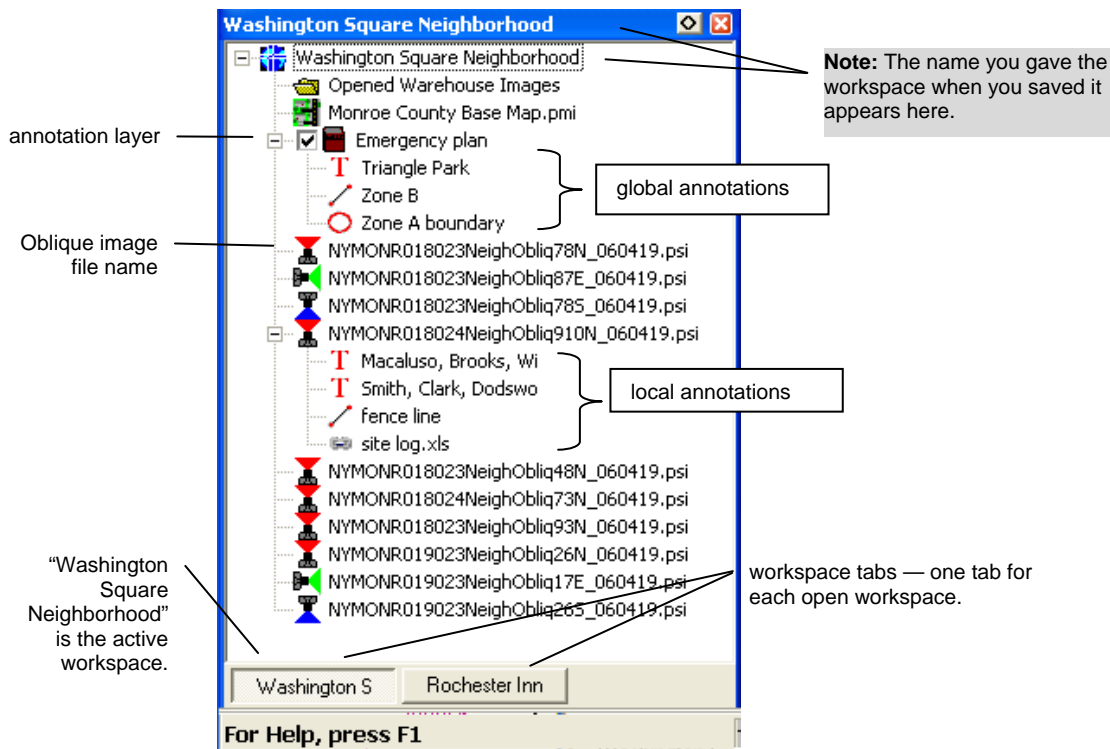 Washington Square Neighborhood
Washington Square Neighborhood
Note: The name you gave the
workspace when you saved it
appears here.
Opened Warehouse Images
Monroe County Base Map.pmi
annotation layer
Emergency plan
T Triangle Park
Zone B
Zone A boundary
global annotations
Oblique image
file name
NYMONR018023NeighObliq78N_060419.psi
NYMONR018023NeighObliq87E_060419.psi
NYMONR018023NeighObliq78S_060419.psi
NYMONR018024NeighObliq910N_060419.psi
T Macaluso, Brooks, Wi
T Smith, Clark, Dodswo
fence line
site log.xls
local annotations
NYMONR018023NeighObliq48N_060419.psi
NYMONR018024NeighObliq73N_060419.psi
NYMONR018023NeighObliq93N_060419.psi
NYMONR019023NeighObliq26N_060419.psi
NYMONR019023NeighObliq17E_060419.psi
NYMONR019023NeighObliq26S_060419.psi
“Washington
Square
Neighborhood”
is the active
workspace.
workspace tabs — one tab for
each open workspace.
Washington S
Rochester Inn
For Help, press F1